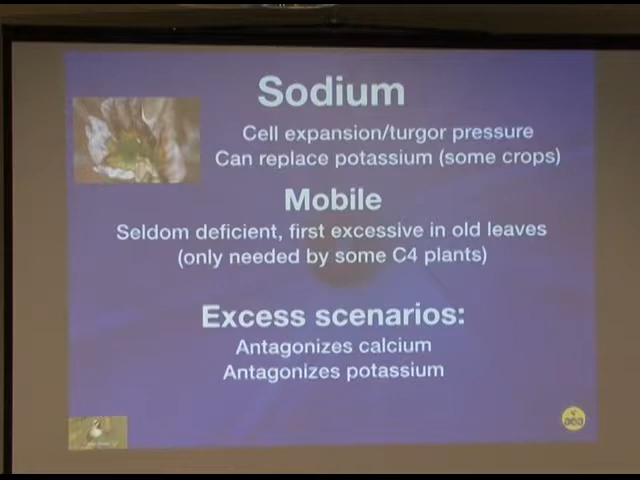 Sodium
Cell expansion/turgor pressure
Can replace potassium (some crops)
Mobile
Seldom deficient, first excessive in old leaves
(only needed by some C4 plants)
Excess scenarios:
Antagonizes calcium
Antagonizes potassium
aea